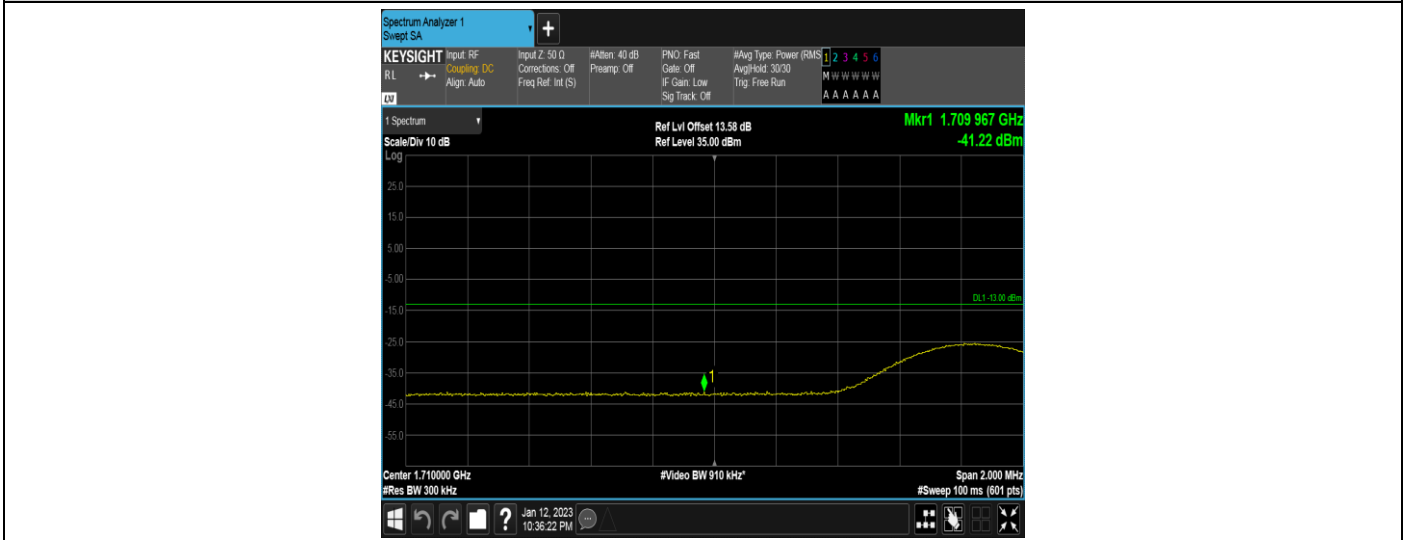 Spectrum Analyzer 1
Swept SA
+
KEYSIGHT
RL
LXI
Input: RF
Coupling: DC
Align: Auto
Input Z: 50 Ω
Corrections: Off
Freq Ref: Int (S)
#Atten: 40 dB
Preamp: Off
PNO: Fast
Gate: Off
IF Gain: Low
Sig Track: Off
#Avg Type: Power (RMS
Avg|Hold: 30/30
Trig: Free Run
1 2 3 4 5 6
M W W W W W
A A A A A A
1 Spectrum
Scale/Div 10 dB
Log
Ref Lvl Offset 13.58 dB
Ref Level 35.00 dBm
Mkr1 1.709 967 GHz
-41.22 dBm
25.0
15.0
5.00
-5.00
DL1 -13.00 dBm
-15.0
-25.0
-35.0
1
-45.0
-55.0
Center 1.710000 GHz
#Res BW 300 kHz
#Video BW 910 kHz*
Span 2.000 MHz
#Sweep 100 ms (601 pts)
?
Jan 12, 2023
10:36:22 PM